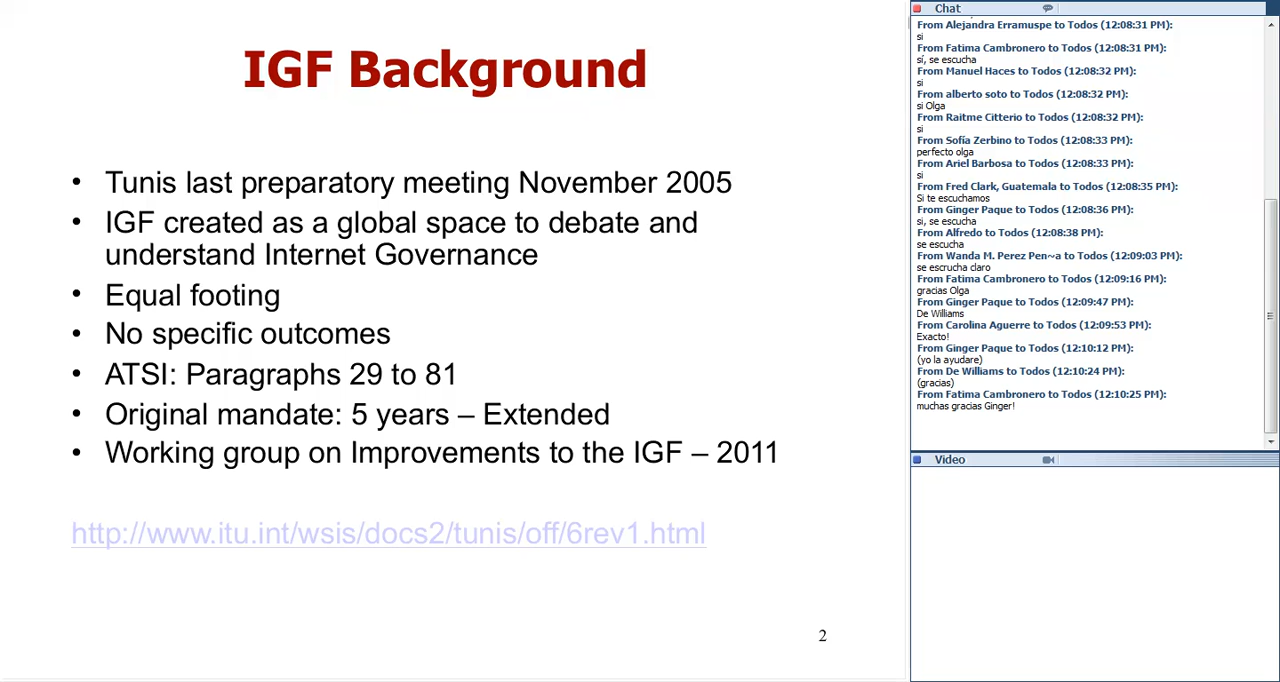 IGF Background
• Tunis last preparatory meeting November 2005
• IGF created as a global space to debate and
understand Internet Governance
• Equal footing
• No specific outcomes
• ATSI: Paragraphs 29 to 81
• Original mandate: 5 years – Extended
• Working group on Improvements to the IGF – 2011
http://www.itu.int/wsis/docs2/tunis/off/6rev1.html
2
Chat
From Alejandra Erramuspe to Todos (12:08:31 PM):
si
From Fatima Cambronero to Todos (12:08:31 PM):
sí, se escucha
From Manuel Haces to Todos (12:08:32 PM):
si
From alberto soto to Todos (12:08:32 PM):
si Olga
From Raitme Citterio to Todos (12:08:32 PM):
si
From Sofía Zerbino to Todos (12:08:33 PM):
perfecto olga
From Ariel Barbosa to Todos (12:08:33 PM):
si
From Fred Clark, Guatemala to Todos (12:08:35 PM):
Si te escuchamos
From Ginger Paque to Todos (12:08:36 PM):
si, se escucha
From Alfredo to Todos (12:08:38 PM):
se escucha
From Wanda M. Perez Pen~a to Todos (12:09:03 PM):
se escrucha claro
From Fatima Cambronero to Todos (12:09:16 PM):
gracias Olga
From Ginger Paque to Todos (12:09:47 PM):
De Williams
From Carolina Aguerre to Todos (12:09:53 PM):
Exacto!
From Ginger Paque to Todos (12:10:12 PM):
(yo la ayudare)
From De Williams to Todos (12:10:24 PM):
(gracias)
From Fatima Cambronero to Todos (12:10:25 PM):
muchas gracias Ginger!
Video